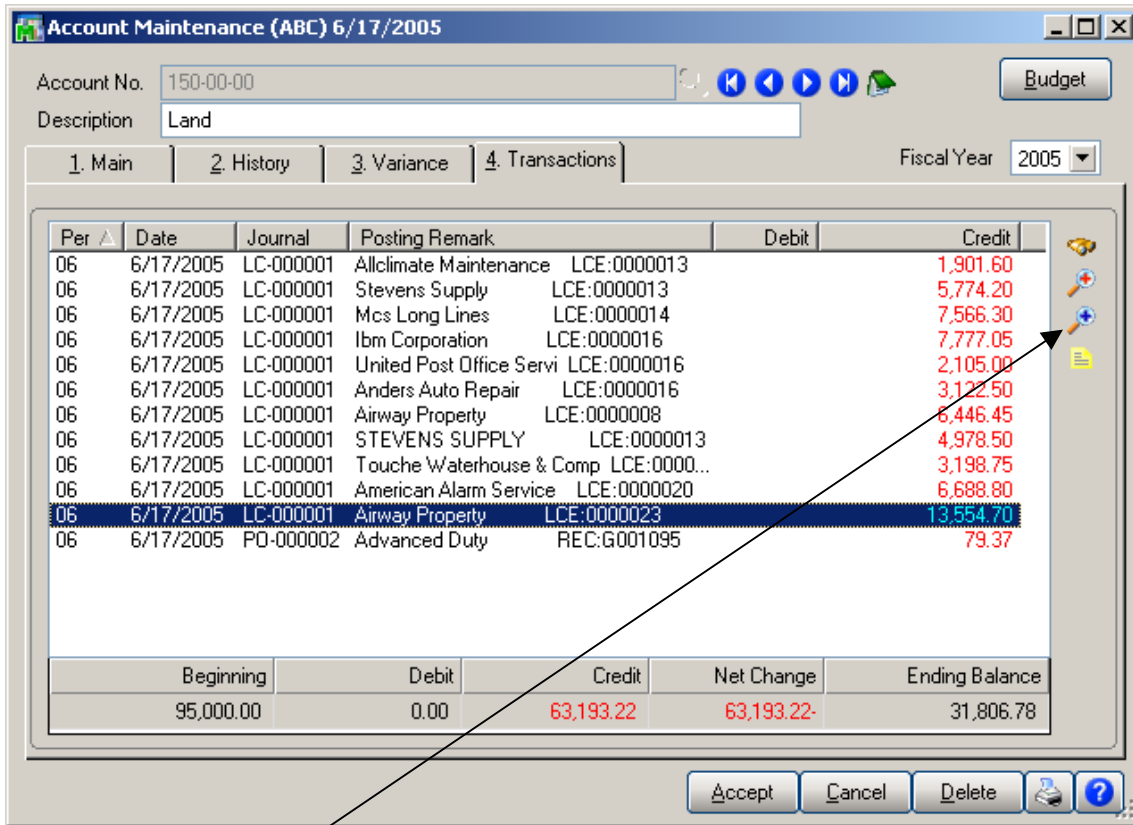 Account Maintenance (ABC) 6/17/2005
Account No. 150-00-00 Budget
Description Land
1. Main 2. History 3. Variance 4. Transactions Fiscal Year 2005
Per Date Journal Posting Remark Debit Credit
06 6/17/2005 LC-000001 Allclimate Maintenance LCE:0000013 1,901.60
06 6/17/2005 LC-000001 Stevens Supply LCE:0000013 5,774.20
06 6/17/2005 LC-000001 Mcs Long Lines LCE:0000014 7,566.30
06 6/17/2005 LC-000001 Ibm Corporation LCE:0000016 7,777.05
06 6/17/2005 LC-000001 United Post Office Servi LCE:0000016 2,105.00
06 6/17/2005 LC-000001 Anders Auto Repair LCE:0000016 3,122.50
06 6/17/2005 LC-000001 Airway Property LCE:0000008 6,446.45
06 6/17/2005 LC-000001 STEVENS SUPPLY LCE:0000013 4,978.50
06 6/17/2005 LC-000001 Touche Waterhouse & Comp LCE:0000... 3,198.75
06 6/17/2005 LC-000001 American Alarm Service LCE:0000020 6,688.80
06 6/17/2005 LC-000001 Airway Property LCE:0000023 13,554.70
06 6/17/2005 PO-000002 Advanced Duty REC:G001095 79.37
Beginning Debit Credit Net Change Ending Balance
95,000.00 0.00 63,193.22 63,193.22- 31,806.78
Accept Cancel Delete ?